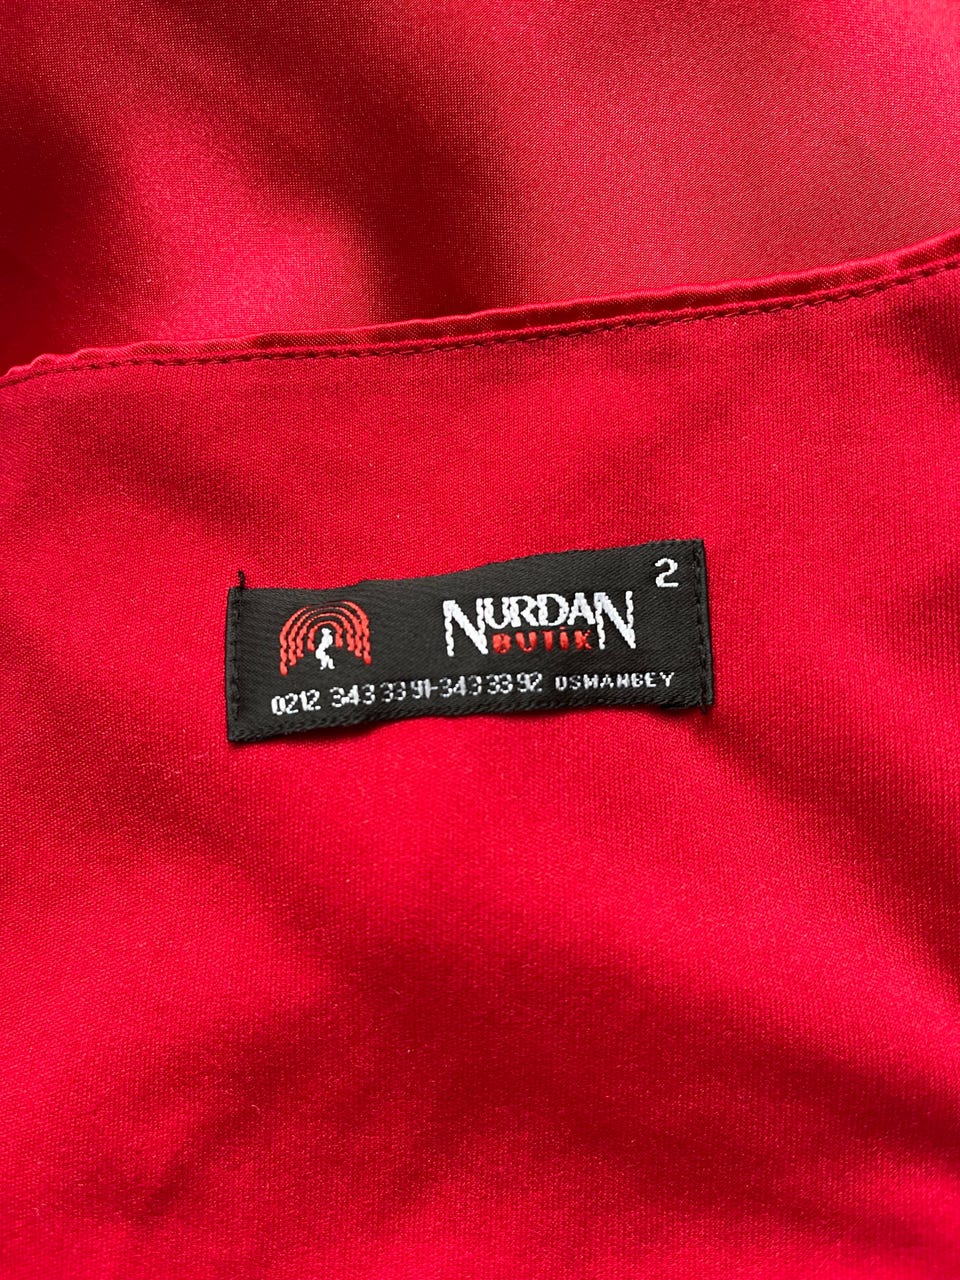 2
NURDAN
BUTiK
0212 343 33 91-343 33 92 OSMANBEY